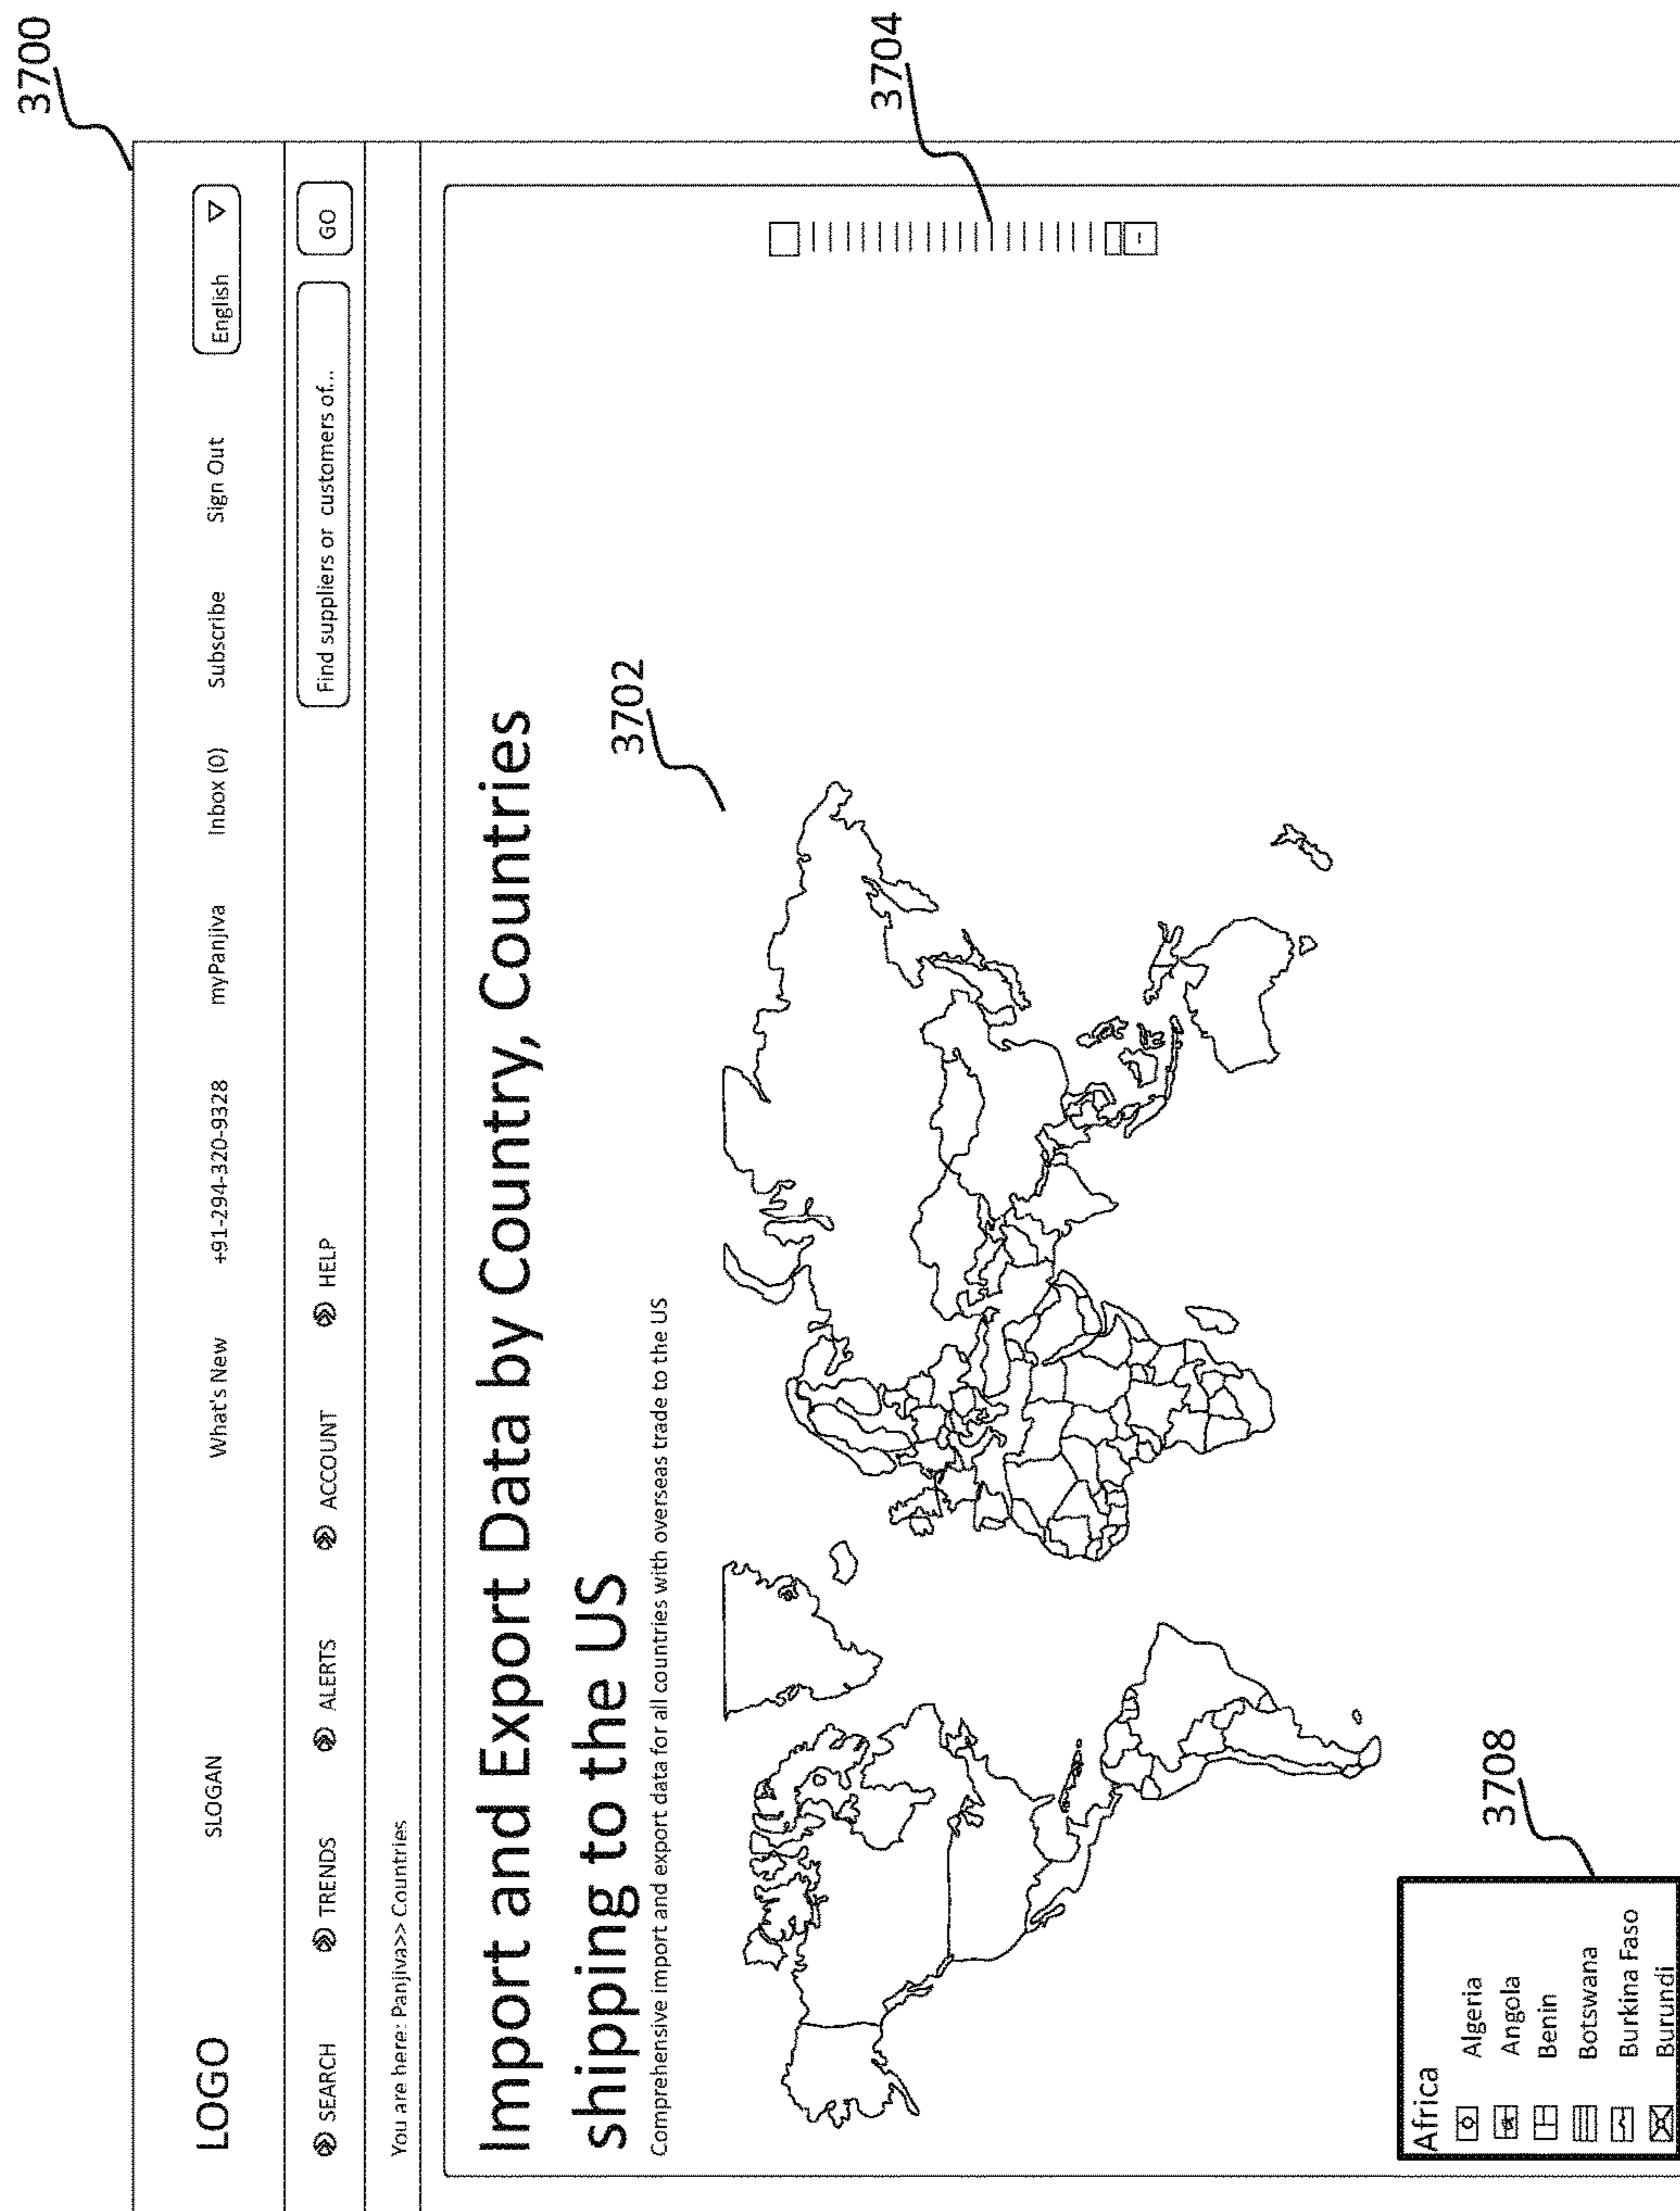 3700
LOGO SLOGAN What's New +91-294-320-9328 myPanjiva Inbox (0) Subscribe Sign Out English
SEARCH TRENDS ALERTS ACCOUNT HELP Find suppliers or customers of... GO
You are here: Panjiva>> Countries
Import and Export Data by Country, Countries
shipping to the US
Comprehensive import and export data for all countries with overseas trade to the US
3702
3704
3708
Africa
Algeria
Angola
Benin
Botswana
Burkina Faso
Burundi